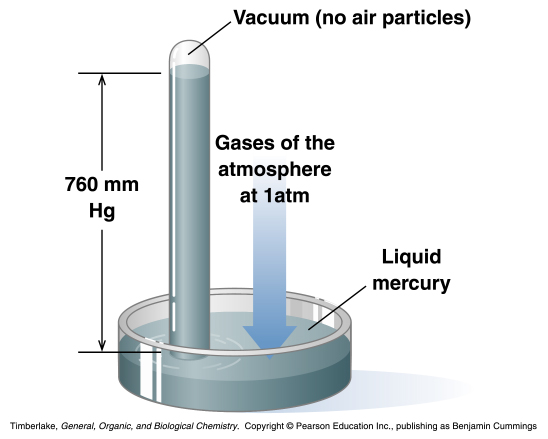 Vacuum (no air particles)
Gases of the
atmosphere
at 1atm
760 mm
Hg
Liquid
mercury
Timberlake, General, Organic, and Biological Chemistry. Copyright © Pearson Education Inc., publishing as Benjamin Cummings